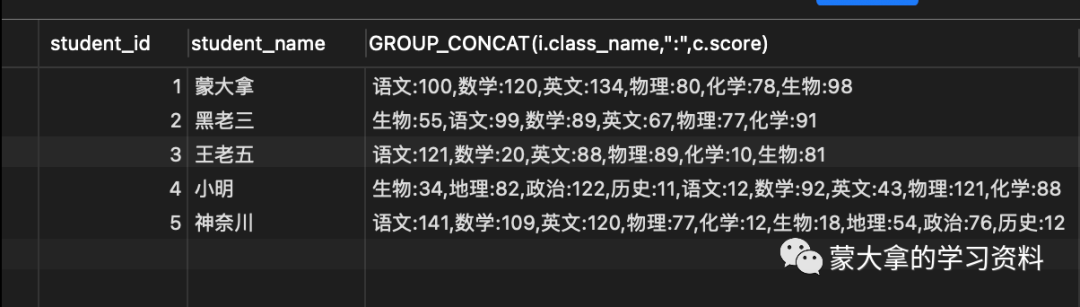 student_id student_name GROUP_CONCAT(i.class_name,":",c.score)
1 蒙大拿 语文:100,数学:120,英文:134,物理:80,化学:78,生物:98
2 黑老三 生物:55,语文:99,数学:89,英文:67,物理:77,化学:91
3 王老五 语文:121,数学:20,英文:88,物理:89,化学:10,生物:81
4 小明 生物:34,地理:82,政治:122,历史:11,语文:12,数学:92,英文:43,物理:121,化学:88
5 神奈川 语文:141,数学:109,英文:120,物理:77,化学:12,生物:18,地理:54,政治:76,历史:12
蒙大拿的学习资料